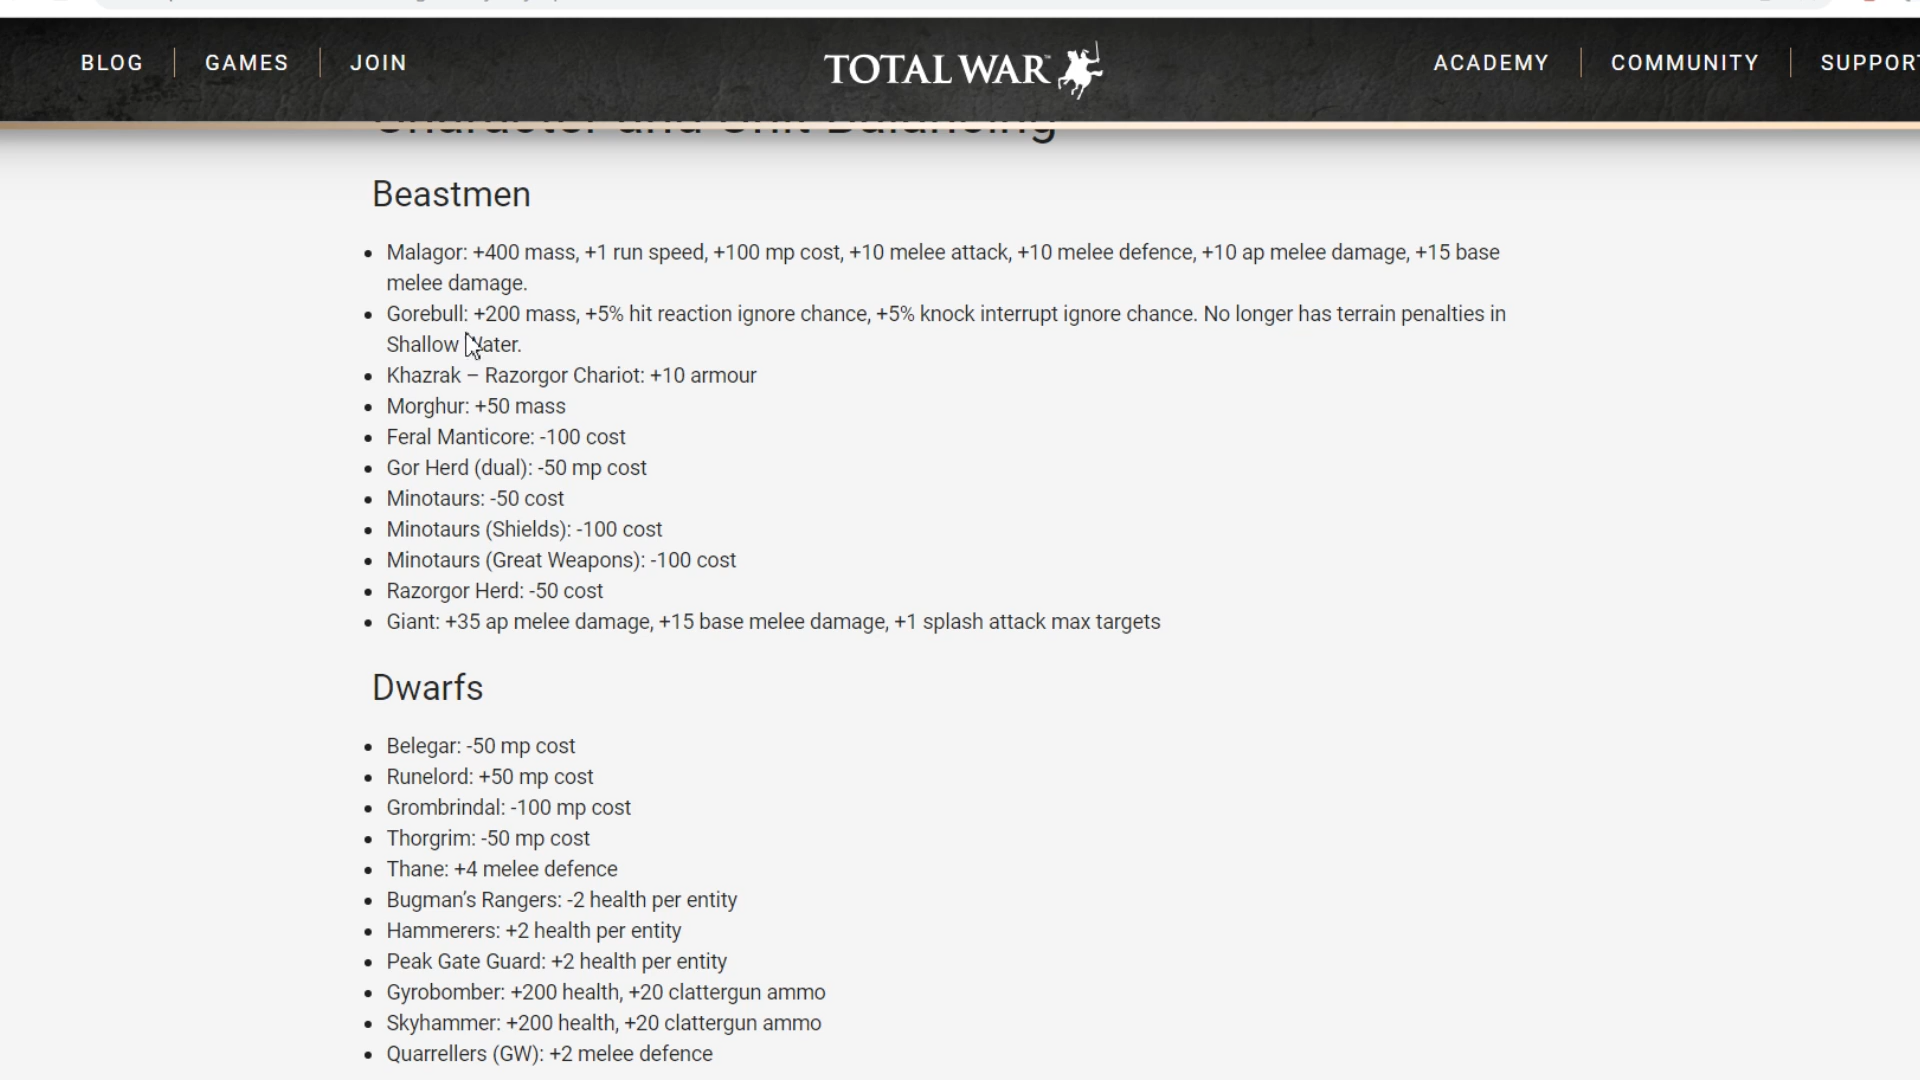 BLOG GAMES JOIN TOTAL WAR™ ACADEMY COMMUNITY SUPPORT
Character and Unit Balancing
Beastmen
• Malagor: +400 mass, +1 run speed, +100 mp cost, +10 melee attack, +10 melee defence, +10 ap melee damage, +15 base
melee damage.
• Gorebull: +200 mass, +5% hit reaction ignore chance, +5% knock interrupt ignore chance. No longer has terrain penalties in
Shallow Water.
• Khazrak – Razorgor Chariot: +10 armour
• Morghur: +50 mass
• Feral Manticore: -100 cost
• Gor Herd (dual): -50 mp cost
• Minotaurs: -50 cost
• Minotaurs (Shields): -100 cost
• Minotaurs (Great Weapons): -100 cost
• Razorgor Herd: -50 cost
• Giant: +35 ap melee damage, +15 base melee damage, +1 splash attack max targets
Dwarfs
• Belegar: -50 mp cost
• Runelord: +50 mp cost
• Grombrindal: -100 mp cost
• Thorgrim: -50 mp cost
• Thane: +4 melee defence
• Bugman’s Rangers: -2 health per entity
• Hammerers: +2 health per entity
• Peak Gate Guard: +2 health per entity
• Gyrobomber: +200 health, +20 clattergun ammo
• Skyhammer: +200 health, +20 clattergun ammo
• Quarrellers (GW): +2 melee defence